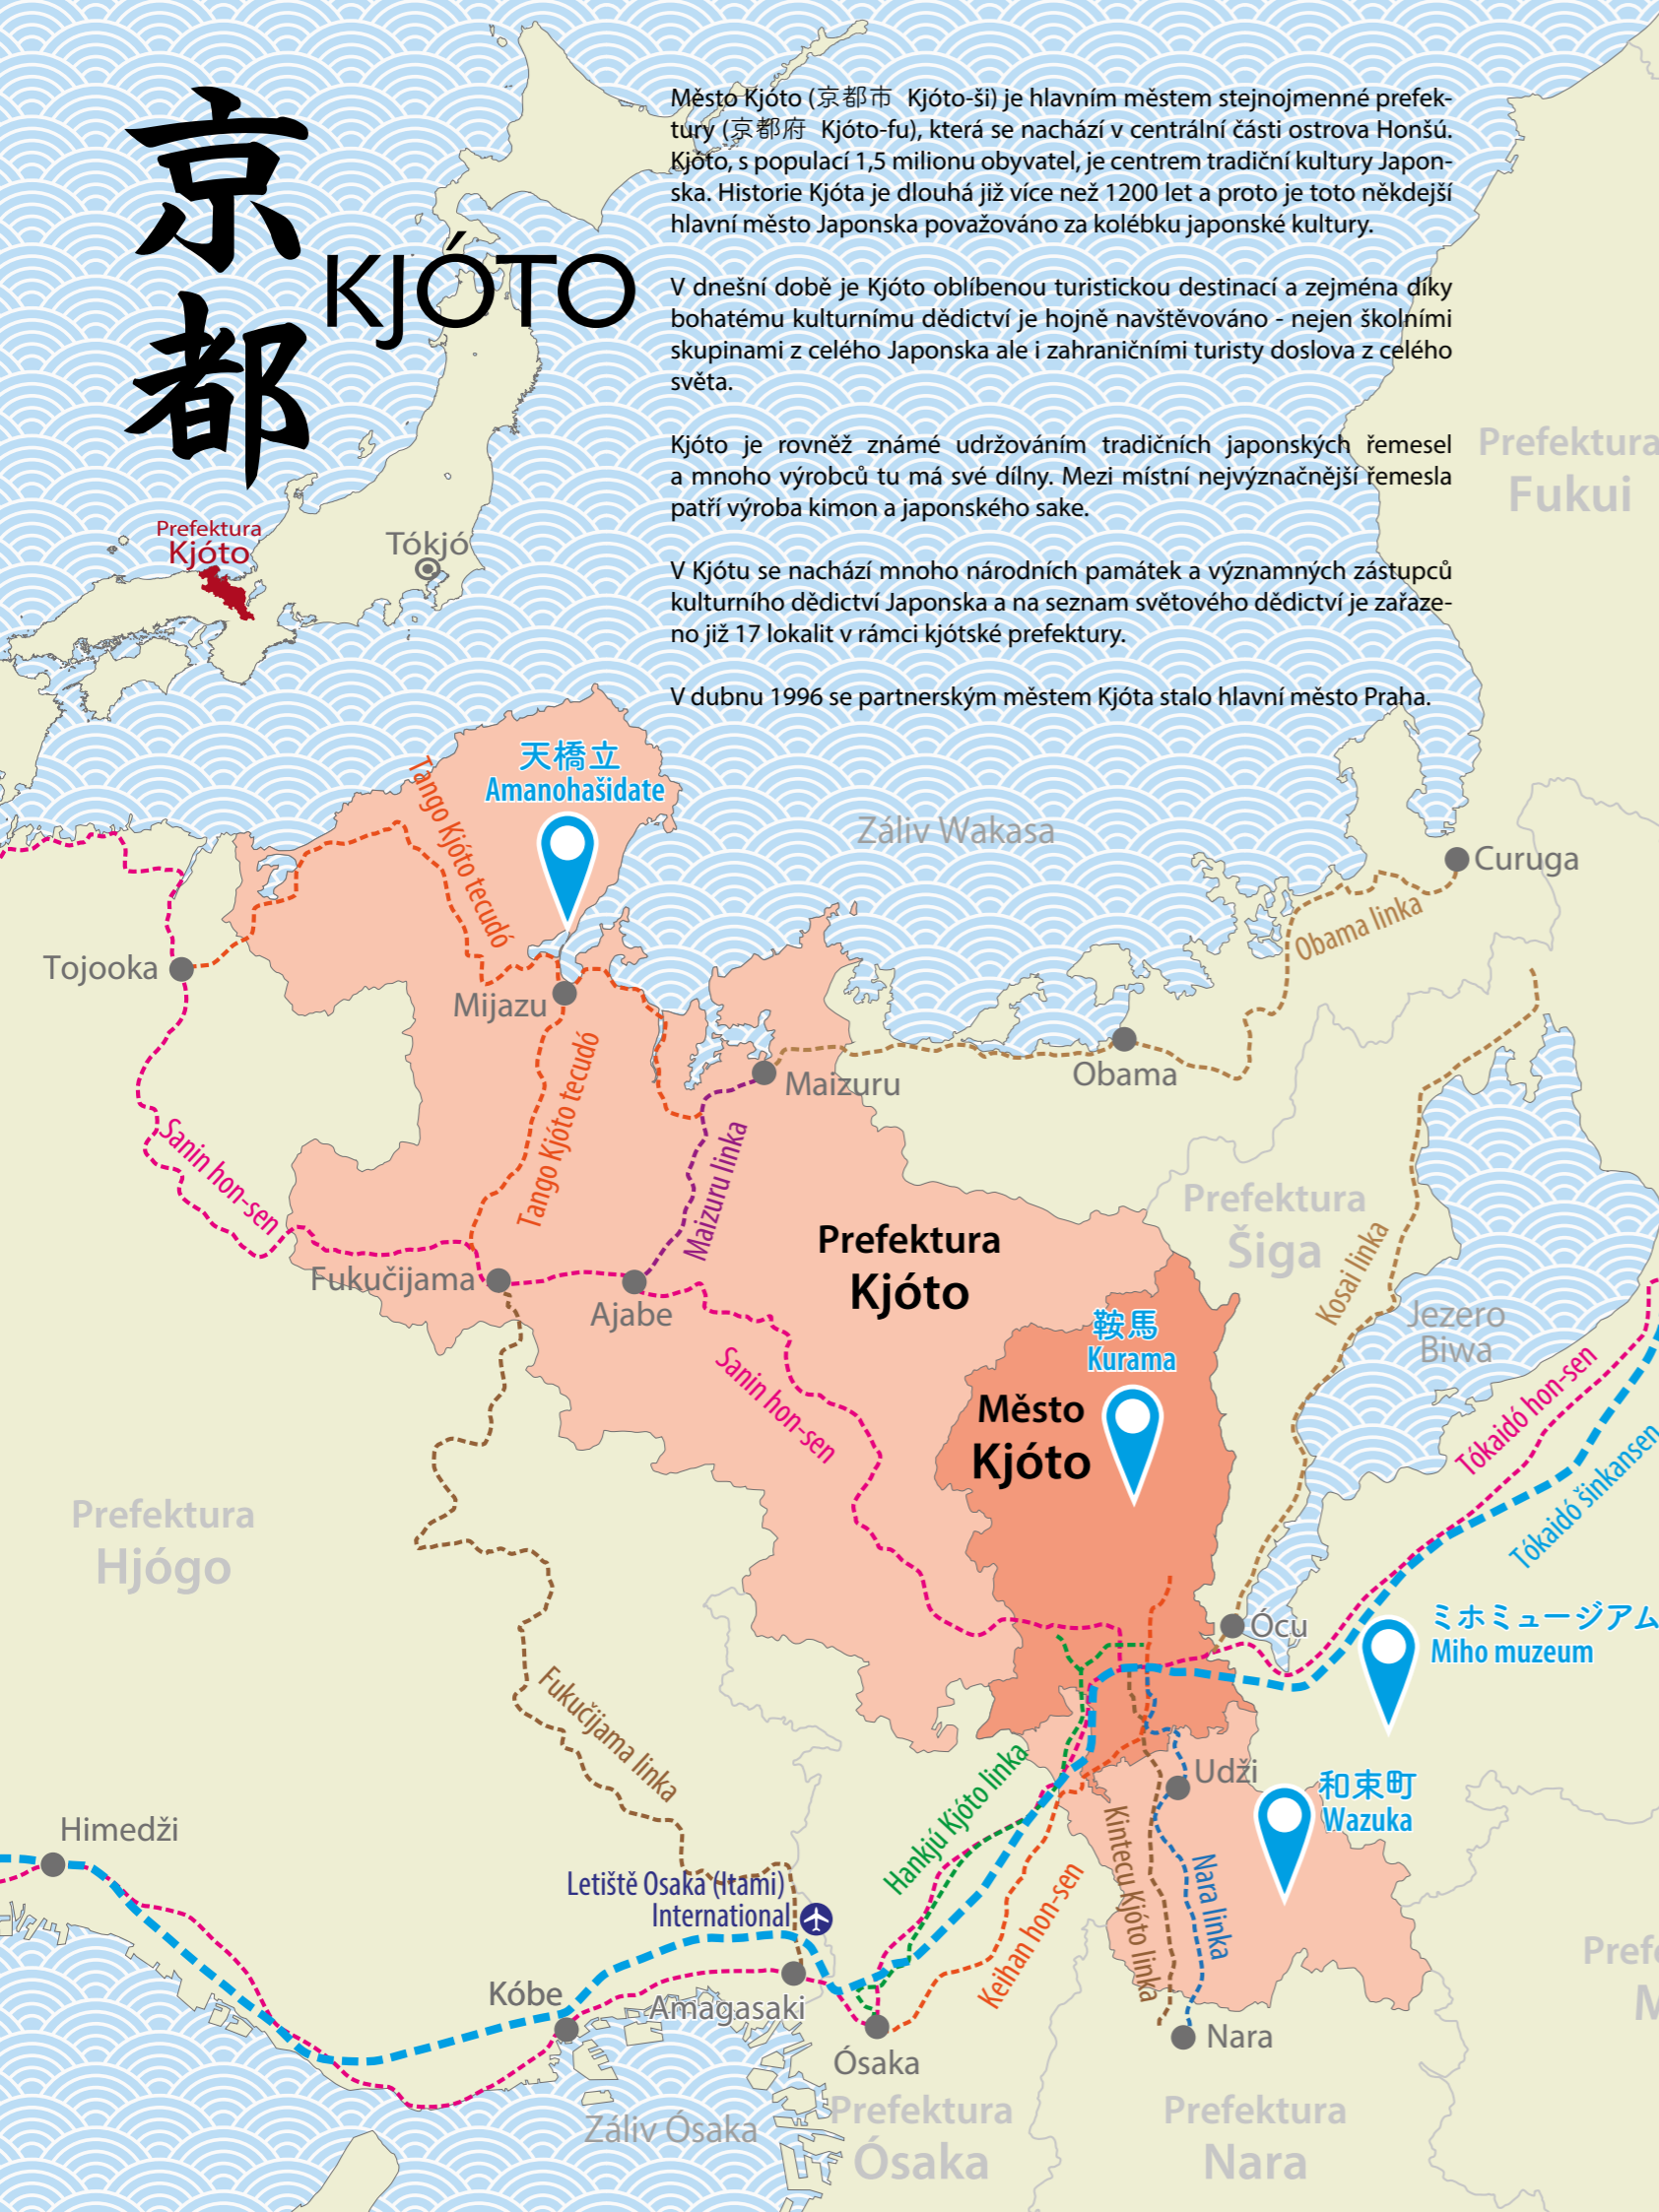 京
都
KJÓTO
Město Kjóto (京都市 Kjóto-ši) je hlavním městem stejnojmenné prefek-
tury (京都府 Kjóto-fu), která se nachází v centrální části ostrova Honšú.
Kjóto, s populací 1,5 milionu obyvatel, je centrem tradiční kultury Japon-
ska. Historie Kjóta je dlouhá již více než 1200 let a proto je toto někdejší
hlavní město Japonska považováno za kolébku japonské kultury.
V dnešní době je Kjóto oblíbenou turistickou destinací a zejména díky
bohatému kulturnímu dědictví je hojně navštěvováno - nejen školními
skupinami z celého Japonska ale i zahraničními turisty doslova z celého
světa.
Kjóto je rovněž známé udržováním tradičních japonských řemesel
a mnoho výrobců tu má své dílny. Mezi místní nejvýznačnější řemesla
patří výroba kimon a japonského sake.
V Kjótu se nachází mnoho národních památek a významných zástupců
kulturního dědictví Japonska a na seznam světového dědictví je zařaze-
no již 17 lokalit v rámci kjótské prefektury.
V dubnu 1996 se partnerským městem Kjóta stalo hlavní město Praha.
Prefektura
Kjóto
Tókjó
Prefektura
Fukui
天橋立
Amanohašidate
Tango Kjóto tecudó
Záliv Wakasa
Curuga
Obama linka
Tojooka
Mijazu
Maizuru
Obama
Tango Kjóto tecudó
Maizuru linka
Sanin hon-sen
Prefektura
Šiga
Prefektura
Kjóto
Kosai linka
Fukučijama
Ajabe
鞍馬
Kurama
Jezero
Biwa
Sanin hon-sen
Město
Kjóto
Tókaidó hon-sen
Tókaidó šinkansen
Prefektura
Hjógo
Ócu
ミホミュージアム
Miho muzeum
Fukučijama linka
Hankjú Kjóto linka
Udži
和束町
Wazuka
Kintecu Kjóto linka
Nara linka
Keihan hon-sen
Himedži
Letiště Osaka (Itami)
International
Kóbe
Amagasaki
Ósaka
Nara
Záliv Ósaka
Prefektura
Ósaka
Prefektura
Nara
Pref
M